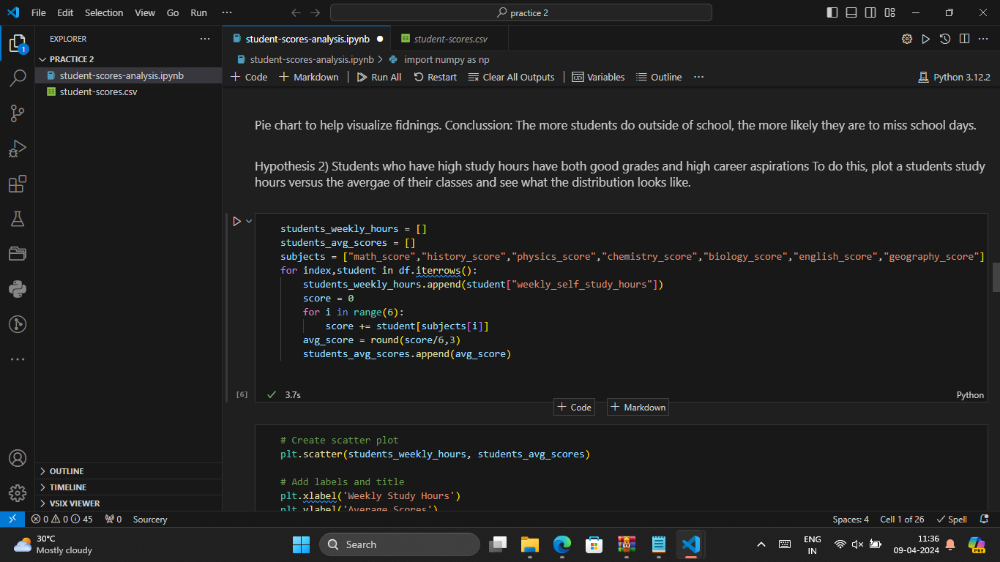 File Edit Selection View Go Run ···
practice 2
EXPLORER ···
PRACTICE 2
student-scores-analysis.ipynb
student-scores.csv
OUTLINE
TIMELINE
VSIX VIEWER
1
student-scores-analysis.ipynb
student-scores.csv
student-scores-analysis.ipynb > import numpy as np
+ Code + Markdown Run All Restart Clear All Outputs Variables Outline ··· Python 3.12.2
Pie chart to help visualize fidnings. Conclussion: The more students do outside of school, the more likely they are to miss school days.
Hypothesis 2) Students who have high study hours have both good grades and high career aspirations To do this, plot a students study
hours versus the avergae of their classes and see what the distribution looks like.
students_weekly_hours = []
students_avg_scores = []
subjects = ["math_score","history_score","physics_score","chemistry_score","biology_score","english_score","geography_score"]
for index,student in df.iterrows():
    students_weekly_hours.append(student["weekly_self_study_hours"])
    score = 0
    for i in range(6):
        score += student[subjects[i]]
    avg_score = round(score/6,3)
    students_avg_scores.append(avg_score)
[6] 3.7s Python
+ Code + Markdown
# Create scatter plot
plt.scatter(students_weekly_hours, students_avg_scores)
# Add labels and title
plt.xlabel('Weekly Study Hours')
plt.ylabel('Average Scores')
0 0 45 0 Sourcery Spaces: 4 Cell 1 of 26 Spell
30°C
Mostly cloudy
Search
ENG
IN
11:36
09-04-2024
PRE